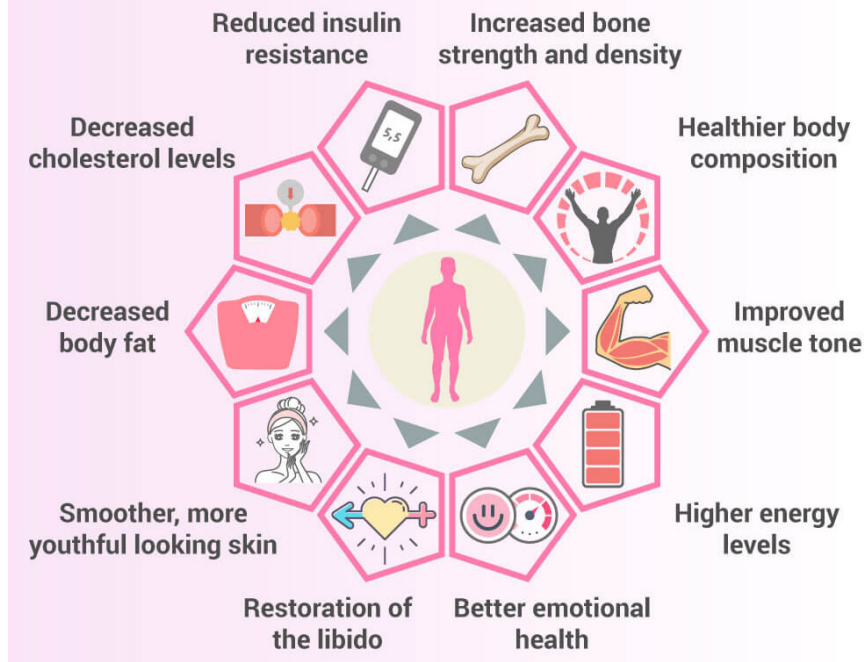 Reduced insulin
resistance
Increased bone
strength and density
Decreased
cholesterol levels
5,5
Healthier body
composition
Decreased
body fat
Improved
muscle tone
Smoother, more
youthful looking skin
Higher energy
levels
Restoration of
the libido
Better emotional
health